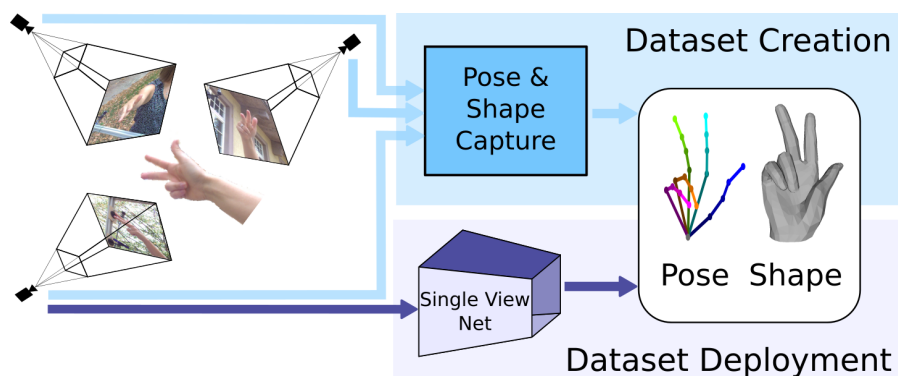 Dataset Creation
Pose &
Shape
Capture
Pose Shape
Single View
Net
Dataset Deployment